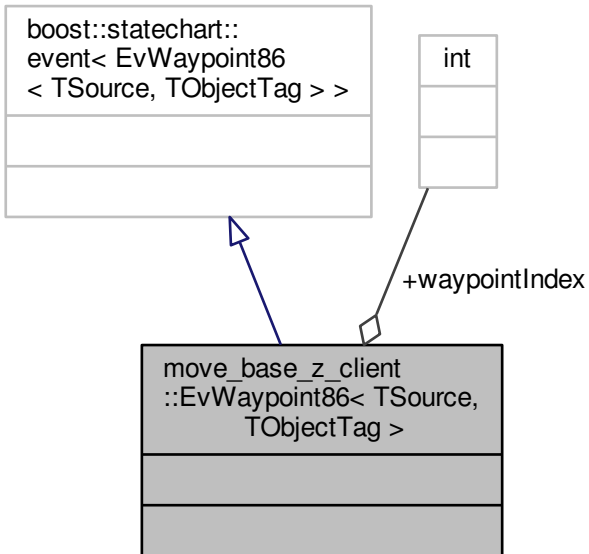 boost::statechart::
event< EvWaypoint86
< TSource, TObjectTag > >
int
+waypointIndex
move_base_z_client
::EvWaypoint86< TSource,
TObjectTag >